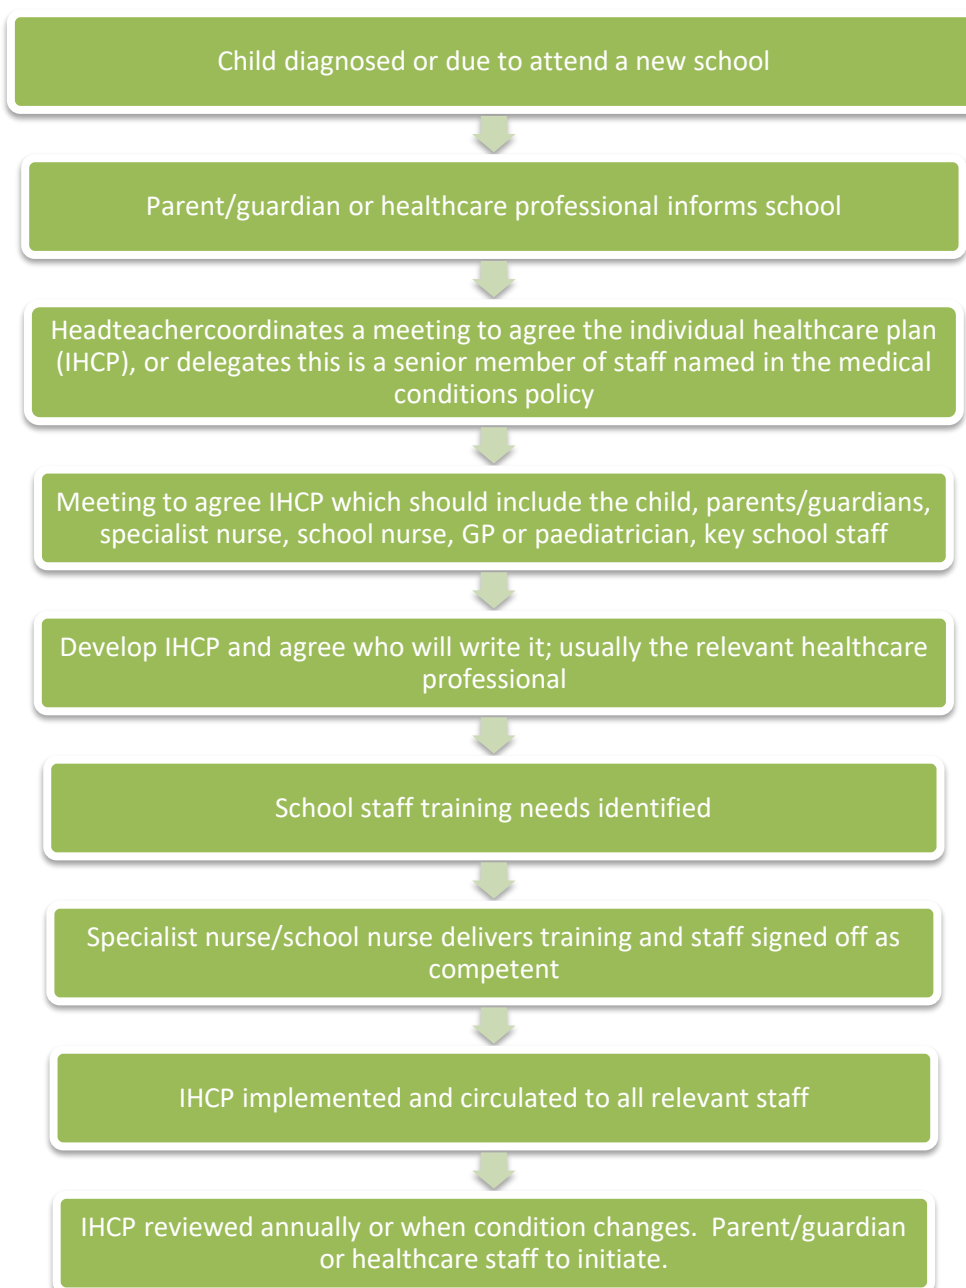 Child diagnosed or due to attend a new school
Parent/guardian or healthcare professional informs school
Headteachercoordinates a meeting to agree the individual healthcare plan
(IHCP), or delegates this is a senior member of staff named in the medical
conditions policy
Meeting to agree IHCP which should include the child, parents/guardians,
specialist nurse, school nurse, GP or paediatrician, key school staff
Develop IHCP and agree who will write it; usually the relevant healthcare
professional
School staff training needs identified
Specialist nurse/school nurse delivers training and staff signed off as
competent
IHCP implemented and circulated to all relevant staff
IHCP reviewed annually or when condition changes.  Parent/guardian
or healthcare staff to initiate.